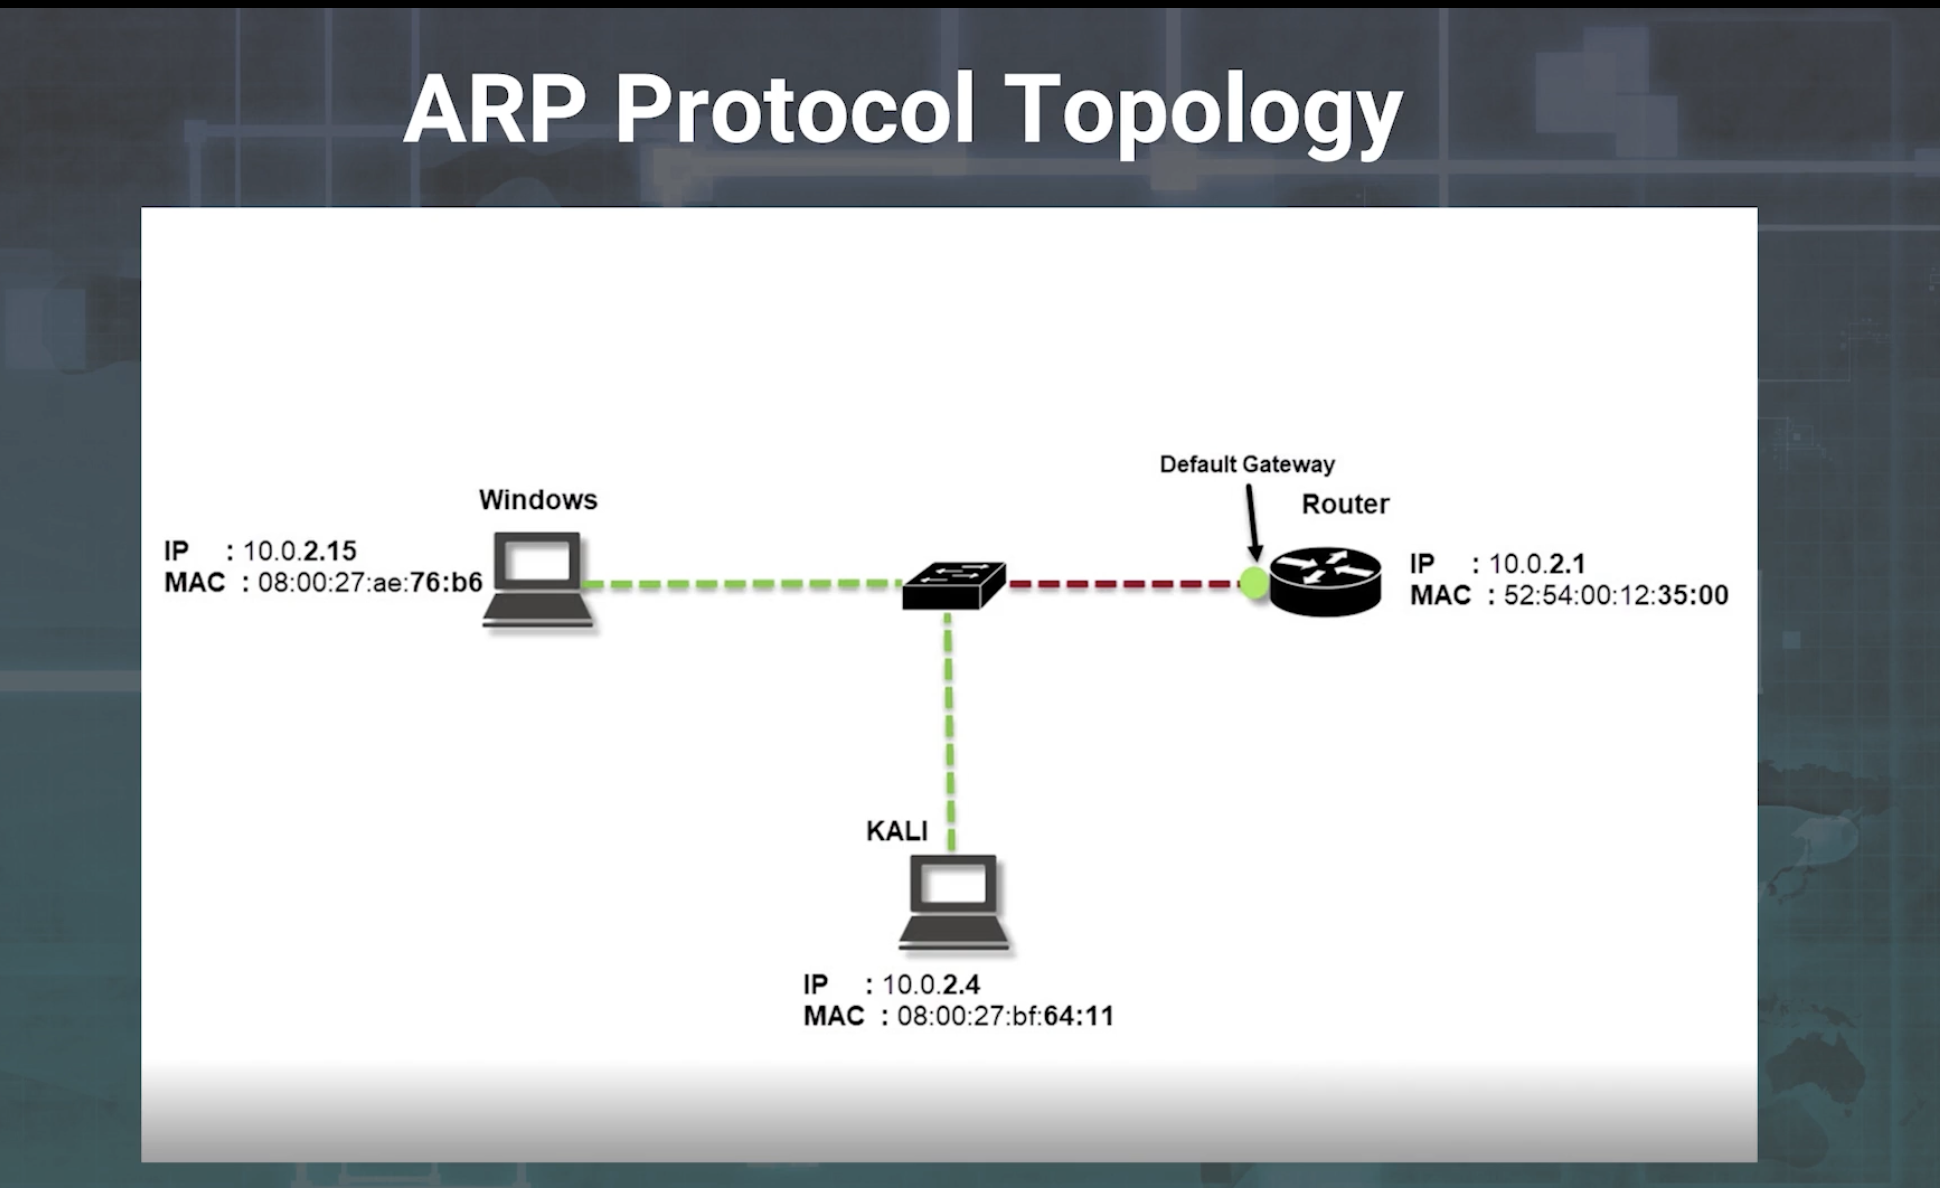 ARP Protocol Topology
Default Gateway
Windows
Router
IP : 10.0.2.15
MAC : 08:00:27:ae:76:b6
IP : 10.0.2.1
MAC : 52:54:00:12:35:00
KALI
IP : 10.0.2.4
MAC : 08:00:27:bf:64:11